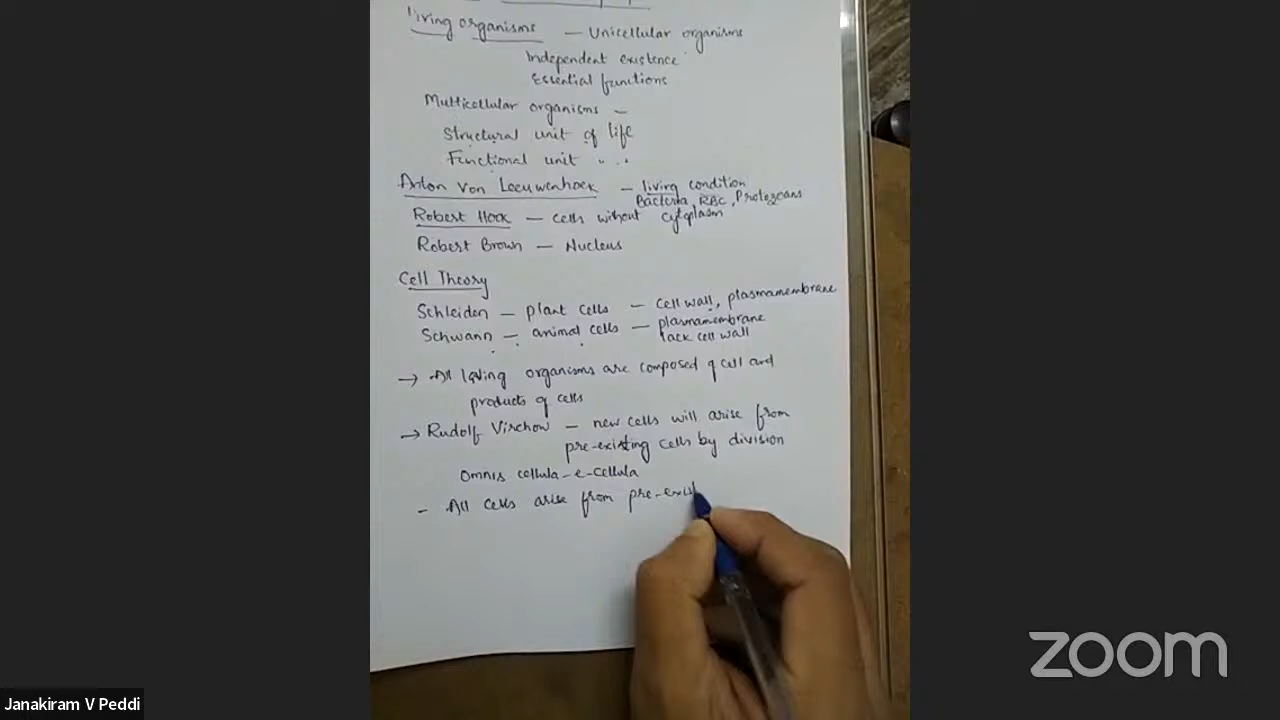 Living organisms — Unicellular organisms
Independent existence
Essential functions
Multicellular organisms —
Structural unit of life
Functional unit " "
Anton Von Leeuwenhoek — living condition
Bacteria, RBC, Protozoans
Robert Hook — cells without cytoplasm
Robert Brown — Nucleus
Cell Theory
Schleiden — plant cells — cell wall, plasmamembrane
Schwann — animal cells — plasmamembrane
lack cell wall
→ All living organisms are composed of cell and
products of cells
→ Rudolf Virchow — new cells will arise from
pre-existing cells by division
Omnis cellula-e-cellula
- All cells arise from pre-exist
zoom
Janakiram V Peddi